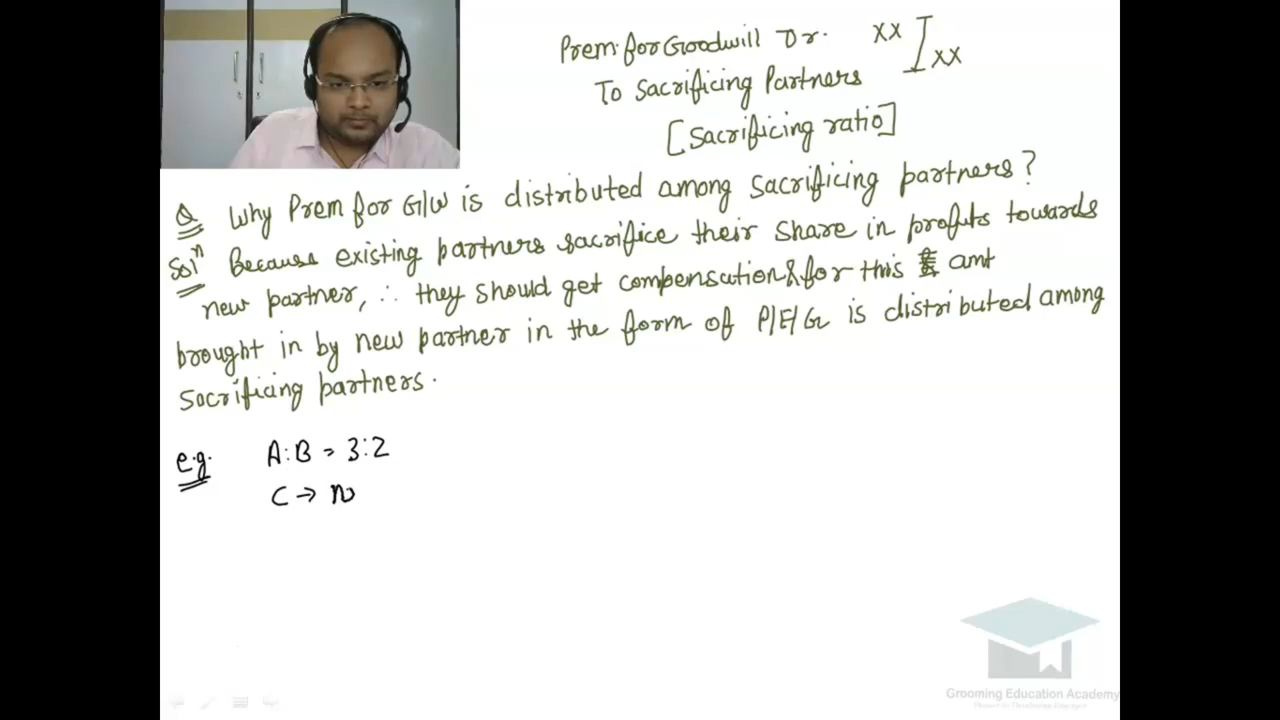 Prem. for Goodwill Dr. xx
To Sacrificing Partners xx
[Sacrificing ratio]
Q Why Prem for G/W is distributed among Sacrificing partners?
Solⁿ Because existing partners sacrifice their share in profits towards
new partner, ∴ they should get compensation & for this amt
brought in by new partner in the form of P/F/G is distributed among
Sacrificing partners.
e.g. A:B = 3:2
C → no
Grooming Education Academy